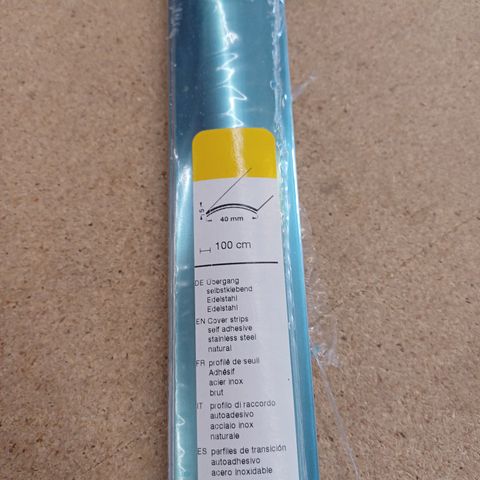 5
40 mm
100 cm
DE Übergang
selbstklebend
Edelstahl
Edelstahl
EN Cover strips
self adhesive
stainless steel
natural
FR profilé de seuil
Adhésif
acier inox
brut
IT profilo di raccordo
autoadesivo
acciaio inox
naturale
ES perfiles de transición
autoadhesivo
acero inoxidable